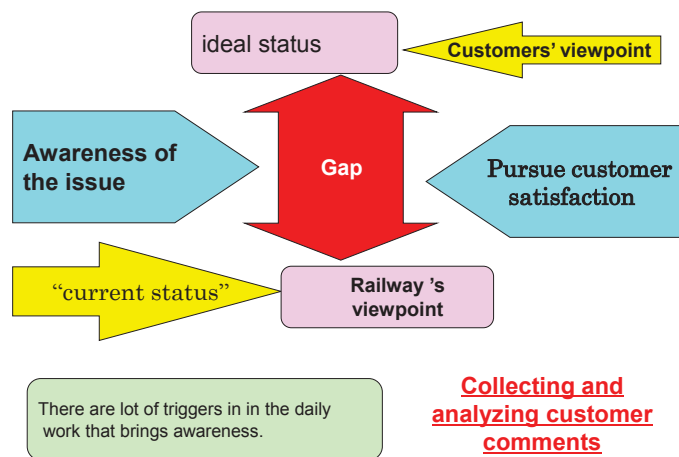 ideal status
Customers’ viewpoint
Awareness of
the issue
Gap
Pursue customer
satisfaction
“current status”
Railway ’s
viewpoint
There are lot of triggers in in the daily
work that brings awareness.
Collecting and
analyzing customer
comments